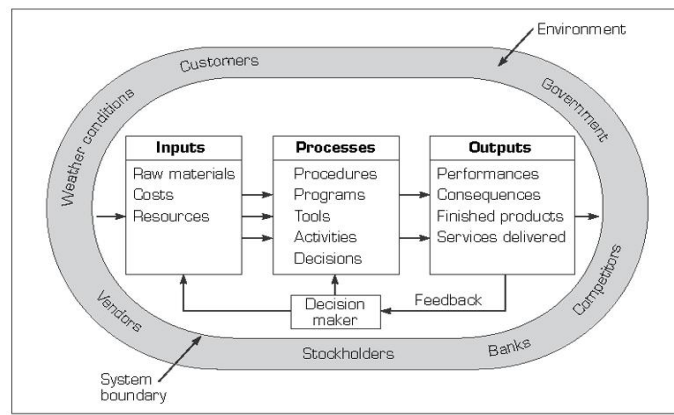 Environment
Customers
Government
Weather conditions
Inputs
Raw materials
Costs
Resources
Processes
Procedures
Programs
Tools
Activities
Decisions
Outputs
Performances
Consequences
Finished products
Services delivered
Decision
maker
Feedback
Competitors
Vendors
Stockholders
Banks
System
boundary